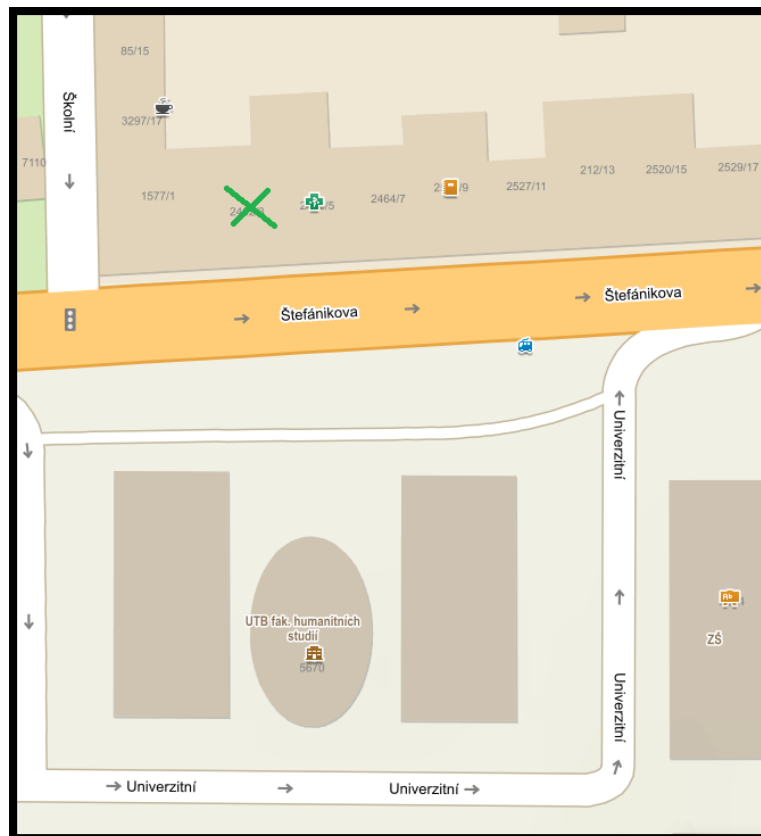 85/15
Školní
3297/17
7110
1577/1
2464/7
2527/11
212/13
2520/15
2529/17
Štefánikova
Štefánikova
Univerzitní
UTB fak. humanitních
studií
5670
ZŠ
Univerzitní
Univerzitní
Univerzitní